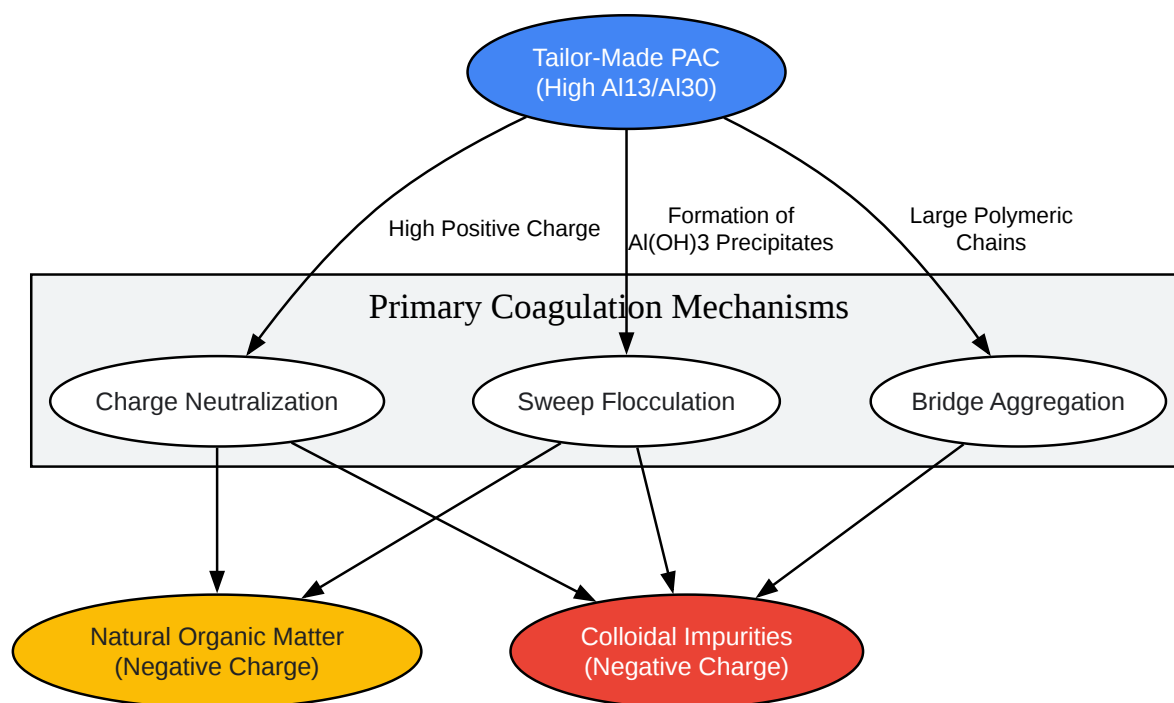 Tailor-Made PAC
(High Al13/Al30)
High Positive Charge
Formation of
Al(OH)3 Precipitates
Large Polymeric
Chains
Primary Coagulation Mechanisms
Charge Neutralization
Sweep Flocculation
Bridge Aggregation
Natural Organic Matter
(Negative Charge)
Colloidal Impurities
(Negative Charge)